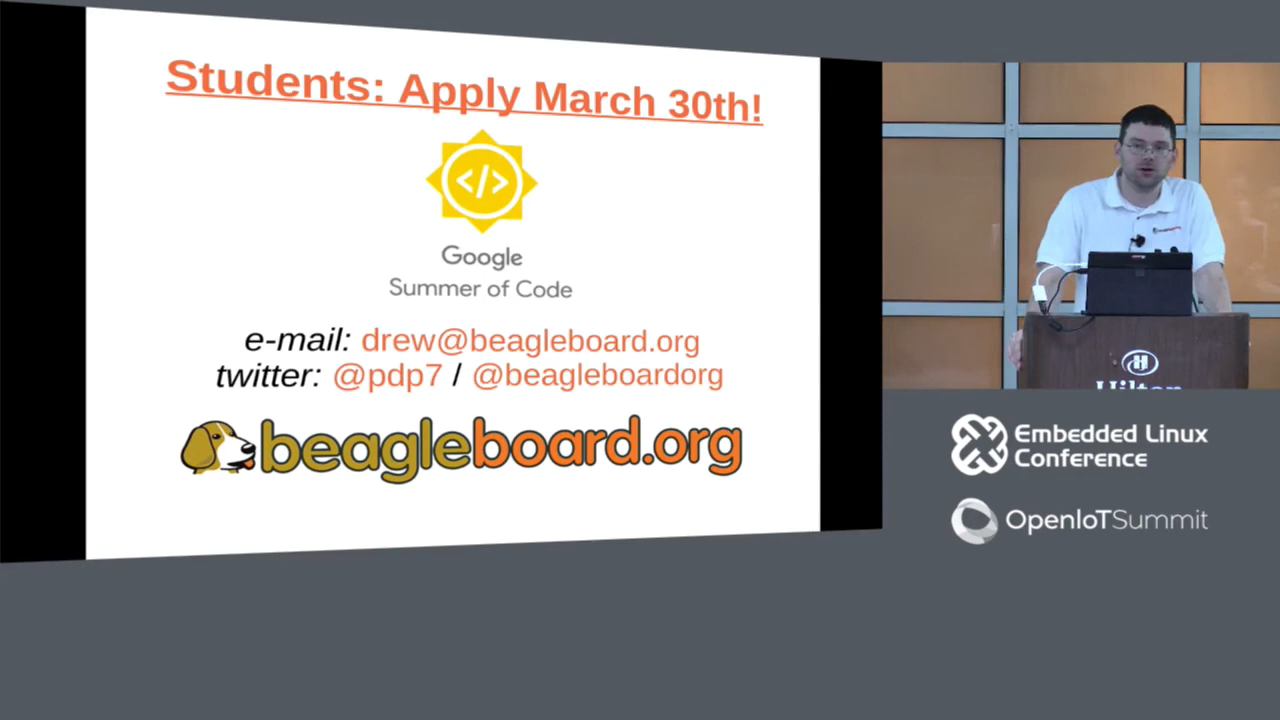 Students: Apply March 30th!
</>
Google
Summer of Code
e-mail: drew@beagleboard.org
twitter: @pdp7 / @beagleboardorg
beagleboard.org
Hilton
Embedded Linux
Conference
OpenIoTSummit